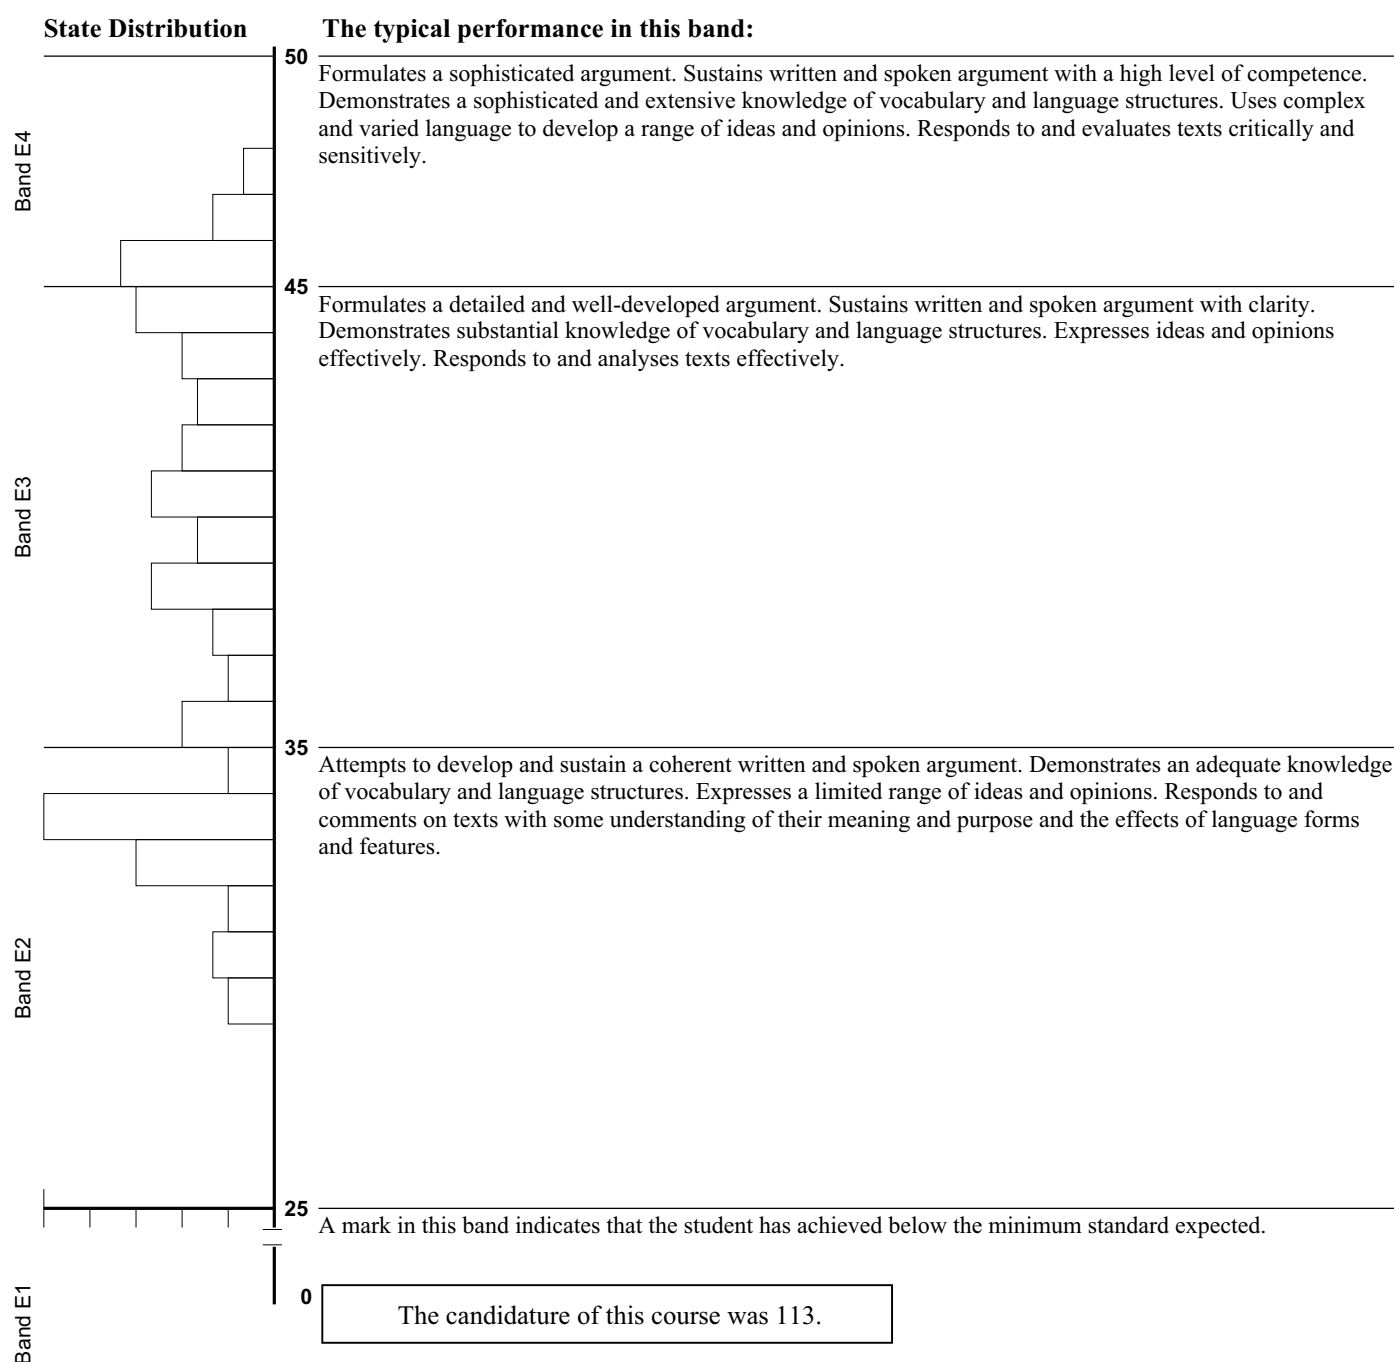 State Distribution
The typical performance in this band:
50
Formulates a sophisticated argument. Sustains written and spoken argument with a high level of competence.
Demonstrates a sophisticated and extensive knowledge of vocabulary and language structures. Uses complex
and varied language to develop a range of ideas and opinions. Responds to and evaluates texts critically and
sensitively.
Band E4
45
Formulates a detailed and well-developed argument. Sustains written and spoken argument with clarity.
Demonstrates substantial knowledge of vocabulary and language structures. Expresses ideas and opinions
effectively. Responds to and analyses texts effectively.
Band E3
35
Attempts to develop and sustain a coherent written and spoken argument. Demonstrates an adequate knowledge
of vocabulary and language structures. Expresses a limited range of ideas and opinions. Responds to and
comments on texts with some understanding of their meaning and purpose and the effects of language forms
and features.
Band E2
25
A mark in this band indicates that the student has achieved below the minimum standard expected.
0
Band E1
The candidature of this course was 113.